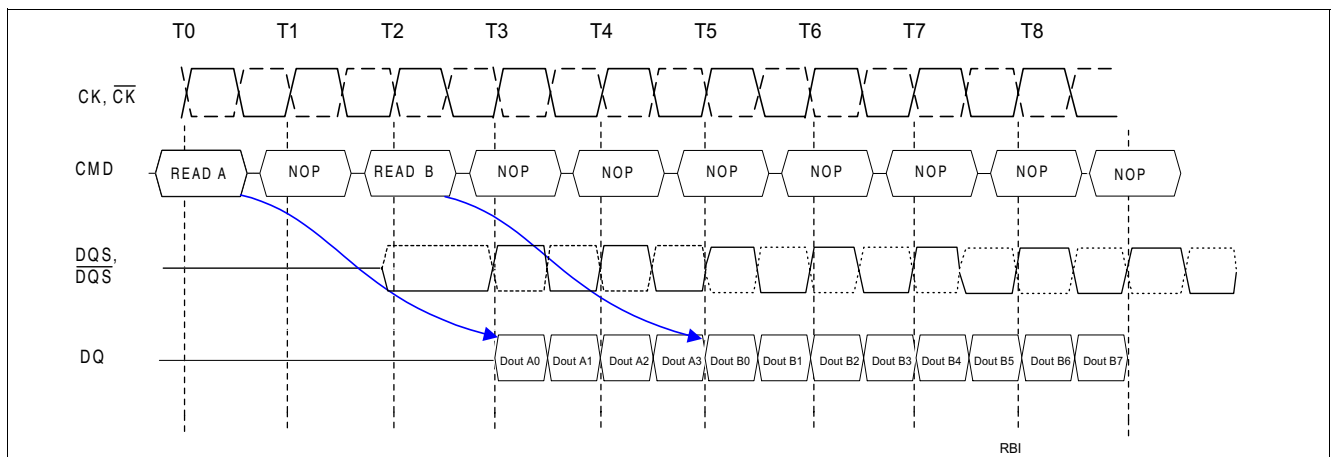 T0 T1 T2 T3 T4 T5 T6 T7 T8
CK, CK
CMD READ A NOP READ B NOP NOP NOP NOP NOP NOP NOP
DQS,
DQS
DQ Dout A0 Dout A1 Dout A2 Dout A3 Dout B0 Dout B1 Dout B2 Dout B3 Dout B4 Dout B5 Dout B6 Dout B7
RBI